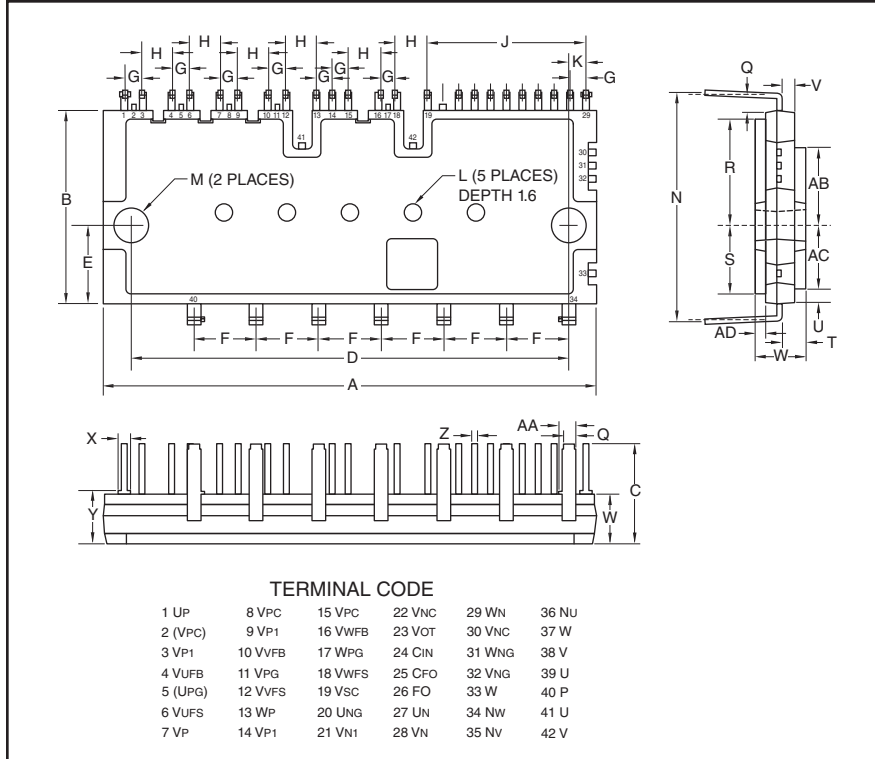 H H J
H H H H K
G G G G G G G
1 2 3 4 5 6 7 8 9 10 11 12 13 14 15 16 17 18 19 29
41 42
30
31
32
M (2 PLACES)
L (5 PLACES)
DEPTH 1.6
B
E
33
40 34
F F F F F F
D
A
Q V
N
R
AB
S
AC
AD
U
T
W
X
Z
AA
Q
C
Y
W
TERMINAL CODE
1 UP 8 VPC 15 VPC 22 VNC 29 WN 36 NU
2 (VPC) 9 VP1 16 VWFB 23 VOT 30 VNC 37 W
3 VP1 10 VVFB 17 WPG 24 CIN 31 WNG 38 V
4 VUFB 11 VPG 18 VWFS 25 CFO 32 VNG 39 U
5 (UPG) 12 VVFS 19 VSC 26 FO 33 W 40 P
6 VUFS 13 WP 20 UNG 27 UN 34 NW 41 U
7 VP 14 VP1 21 VN1 28 VN 35 NV 42 V